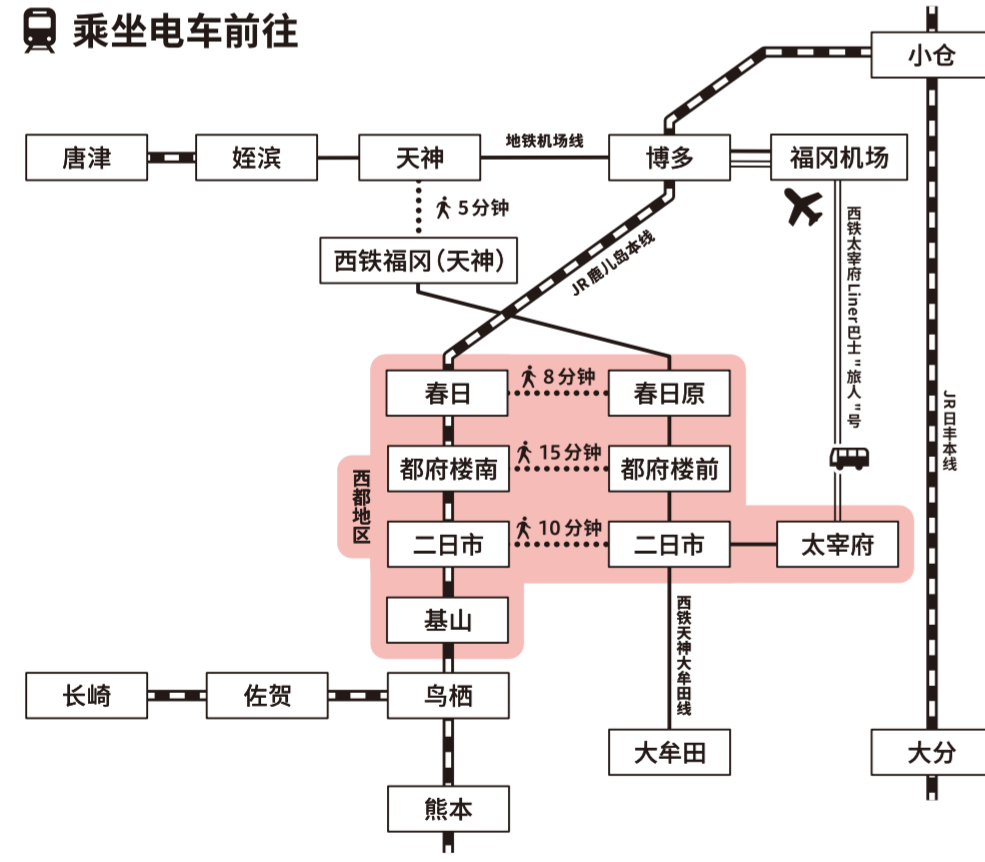 乘坐电车前往
小仓
唐津
姪滨
天神
地铁机场线
博多
福冈机场
5分钟
西铁福冈(天神)
JR鹿儿岛本线
西铁太宰府Liner巴士"旅人"号
JR日丰本线
春日
8分钟
春日原
都府楼南
15分钟
都府楼前
西都地区
二日市
10分钟
二日市
太宰府
基山
西铁天神大牟田线
长崎
佐贺
鸟栖
大牟田
大分
熊本